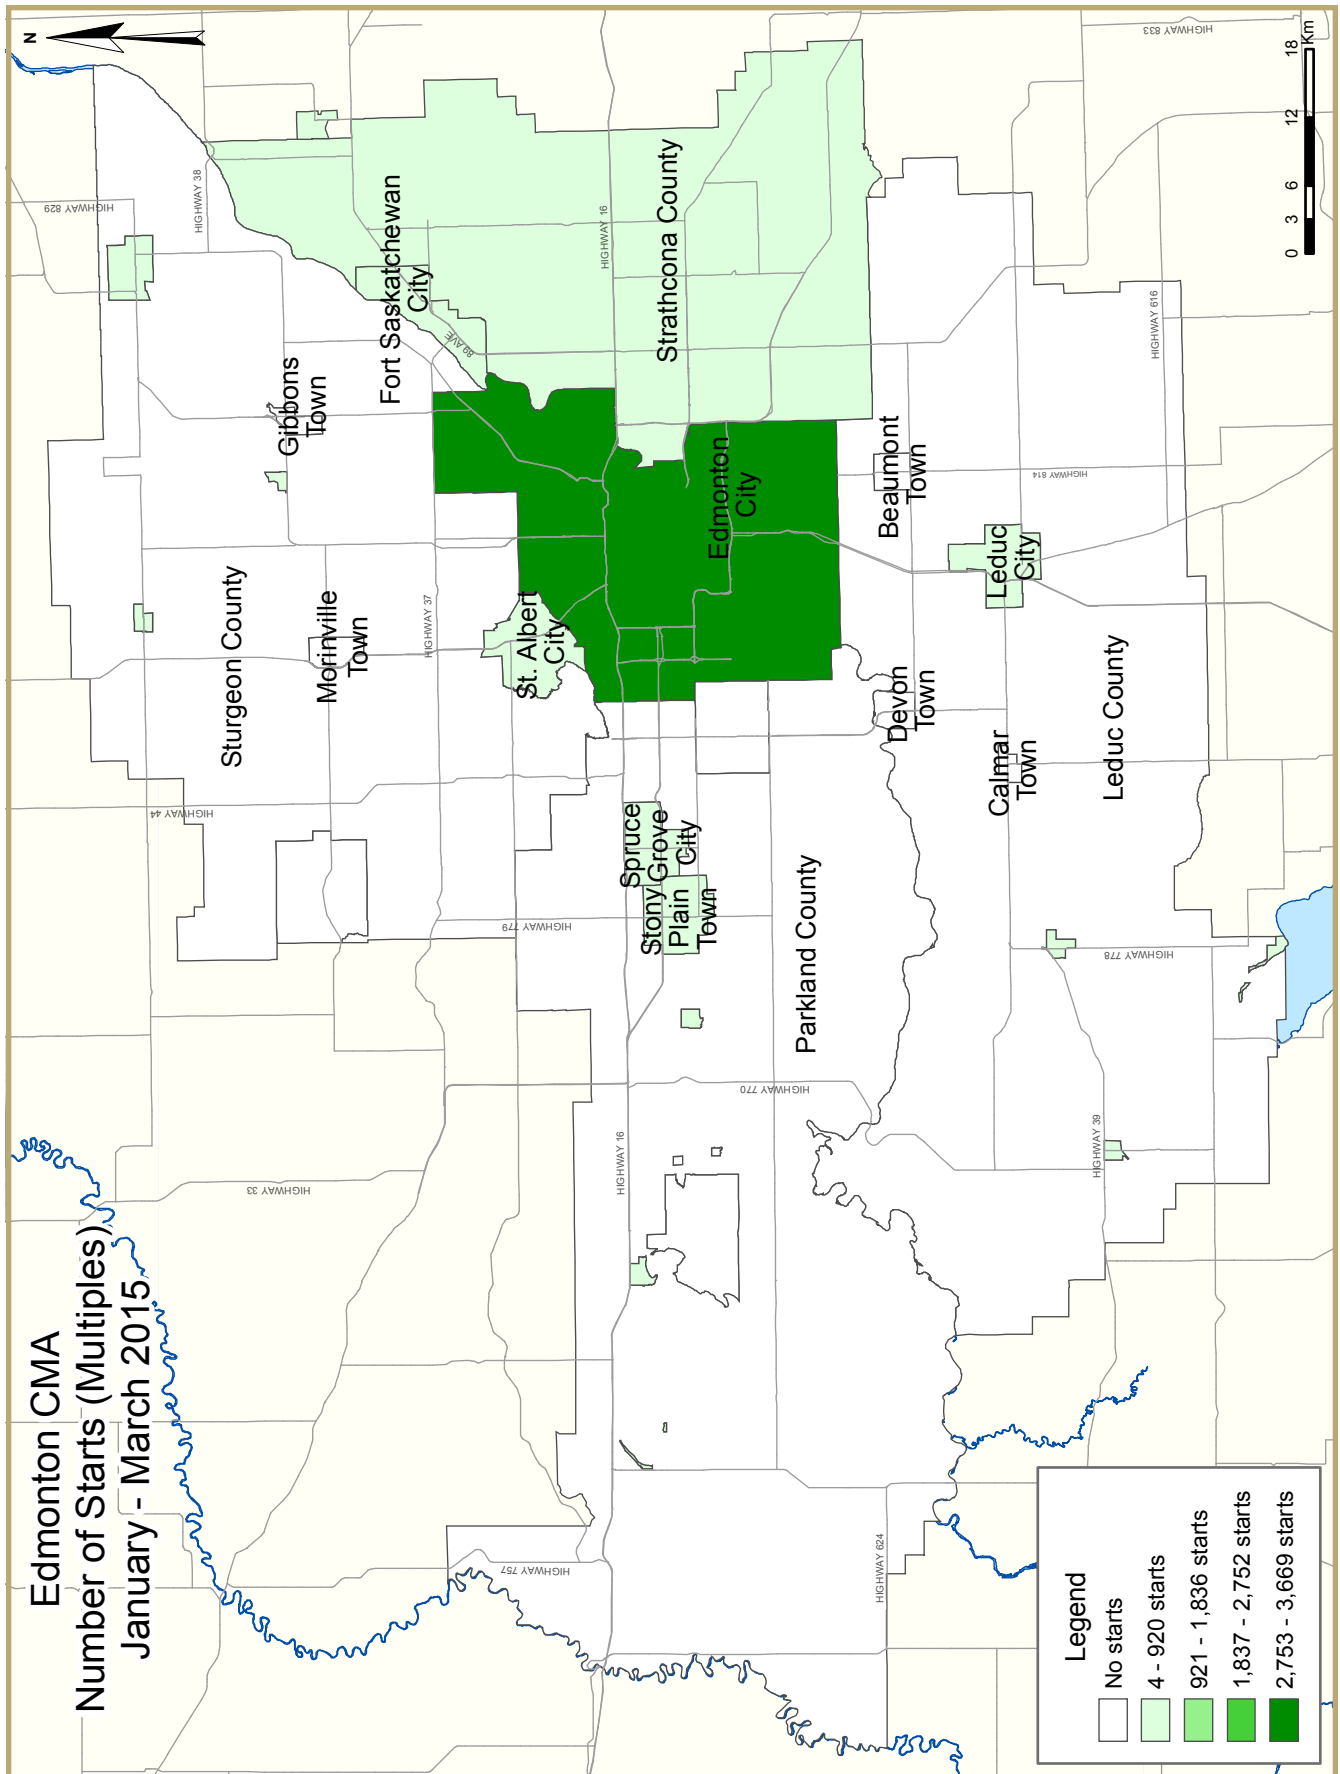 Edmonton CMA
Number of Starts (Multiples)
January - March 2015
N
HIGHWAY 33
HIGHWAY 44
HIGHWAY 829
HIGHWAY 38
HIGHWAY 833
Sturgeon County
Gibbons
Town
Morinville
Town
Fort Saskatchewan
City
HIGHWAY 37
89 AVE
St. Albert
City
HIGHWAY 779
HIGHWAY 757
HIGHWAY 16
HIGHWAY 16
Spruce
Grove
City
Stony
Plain
Town
Edmonton
City
Strathcona County
HIGHWAY 770
Parkland County
HIGHWAY 624
Devon
Town
Beaumont
Town
Calmar
Town
Leduc
City
HIGHWAY 814
HIGHWAY 39
HIGHWAY 778
Leduc County
HIGHWAY 616
Legend
No starts
4 - 920 starts
921 - 1,836 starts
1,837 - 2,752 starts
2,753 - 3,669 starts
0 3 6 12 18
Km